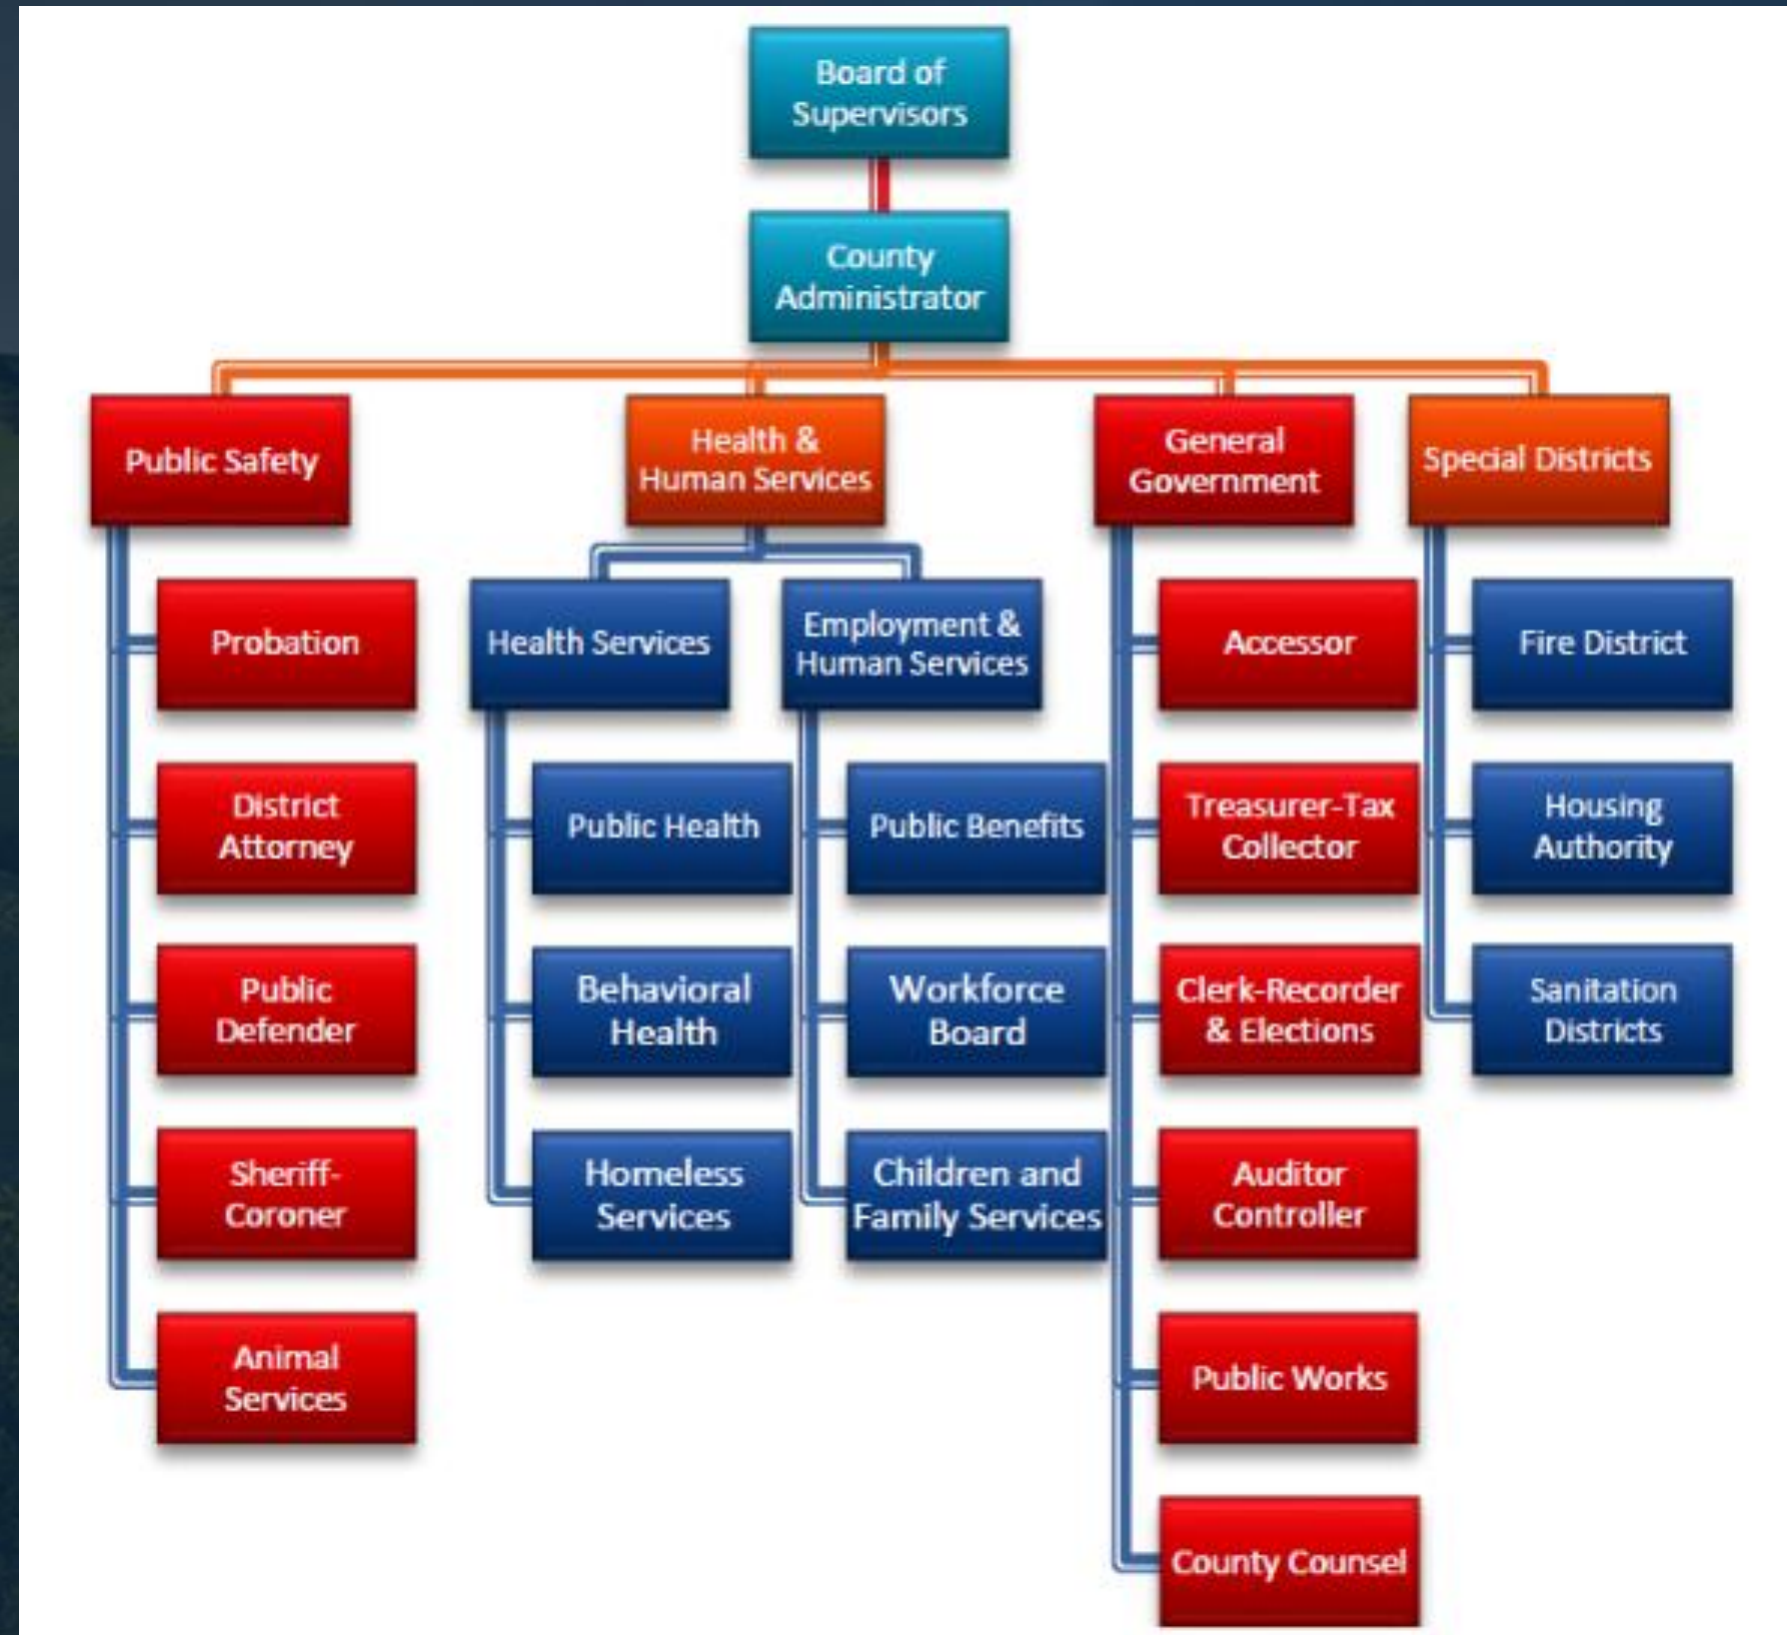 Board of
Supervisors
County
Administrator
Public Safety
Health &
Human Services
General
Government
Special Districts
Probation
District
Attorney
Public
Defender
Sheriff-
Coroner
Animal
Services
Health Services
Public Health
Behavioral
Health
Homeless
Services
Employment &
Human Services
Public Benefits
Workforce
Board
Children and
Family Services
Accessor
Treasurer-Tax
Collector
Clerk-Recorder
& Elections
Auditor
Controller
Public Works
County Counsel
Fire District
Housing
Authority
Sanitation
Districts